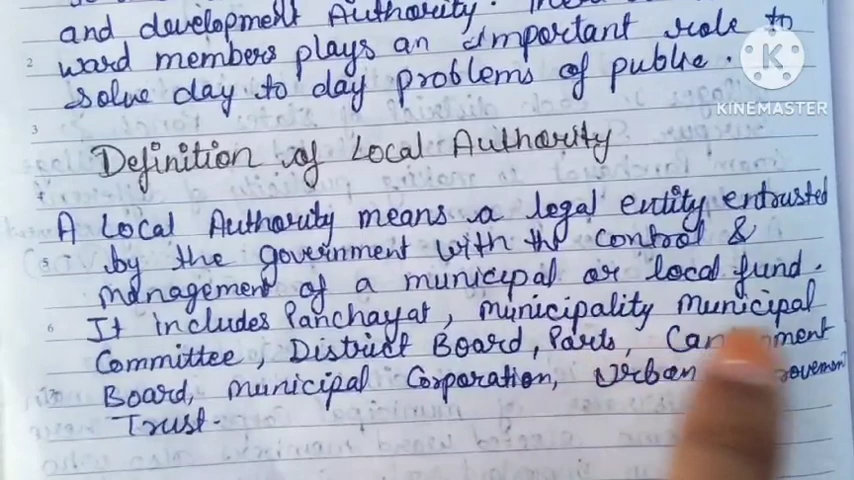 and development Authority.
ward members plays an important role to
solve day to day problems of public.
Definition of Local Authority
A Local Authority means a legal entity entrusted
by the government with the control &
management of a municipal or local fund.
It includes Panchayat, Municipality Municipal
Committee, District Board, Parts,
Board, Municipal Corporation, Urban
Trust.
K
KINEMASTER